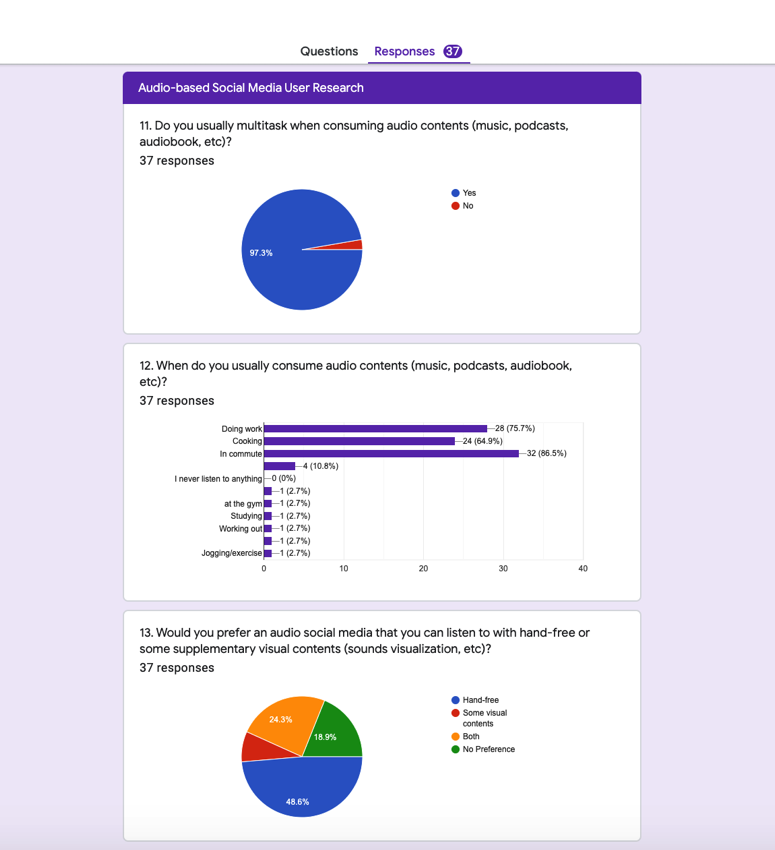 Questions
Responses 37
Audio-based Social Media User Research
11. Do you usually multitask when consuming audio contents (music, podcasts,
audiobook, etc)?
37 responses
97.3%
Yes
No
12. When do you usually consume audio contents (music, podcasts, audiobook,
etc)?
37 responses
Doing work 28 (75.7%)
Cooking 24 (64.9%)
In commute 32 (86.5%)
4 (10.8%)
I never listen to anything 0 (0%)
1 (2.7%)
at the gym 1 (2.7%)
Studying 1 (2.7%)
Working out 1 (2.7%)
1 (2.7%)
Jogging/exercise 1 (2.7%)
0 10 20 30 40
13. Would you prefer an audio social media that you can listen to with hand-free or
some supplementary visual contents (sounds visualization, etc)?
37 responses
24.3%
18.9%
48.6%
Hand-free
Some visual
contents
Both
No Preference